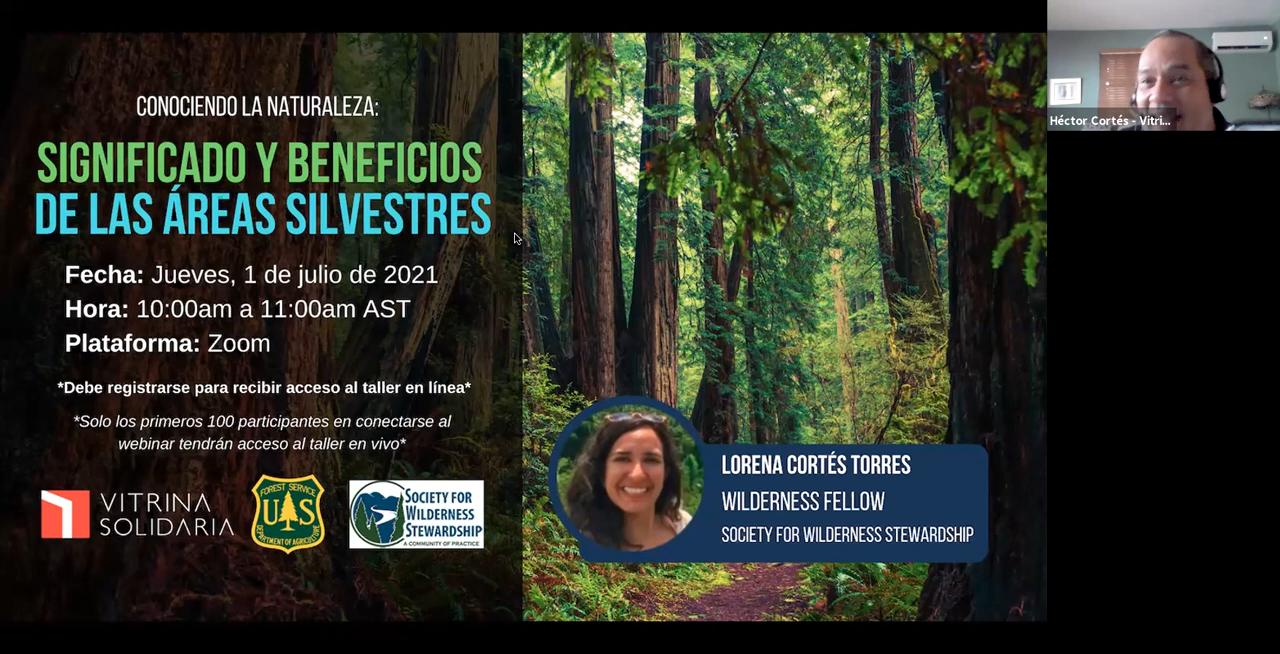 CONOCIENDO LA NATURALEZA:
SIGNIFICADO Y BENEFICIOS
DE LAS ÁREAS SILVESTRES
Fecha: Jueves, 1 de julio de 2021
Hora: 10:00am a 11:00am AST
Plataforma: Zoom
*Debe registrarse para recibir acceso al taller en línea*
*Solo los primeros 100 participantes en conectarse al
webinar tendrán acceso al taller en vivo*
VITRINA
SOLIDARIA
FOREST SERVICE
U S
DEPARTMENT OF AGRICULTURE
SOCIETY FOR
WILDERNESS
STEWARDSHIP
A COMMUNITY OF PRACTICE
LORENA CORTÉS TORRES
WILDERNESS FELLOW
SOCIETY FOR WILDERNESS STEWARDSHIP
Héctor Cortés - Vitri...